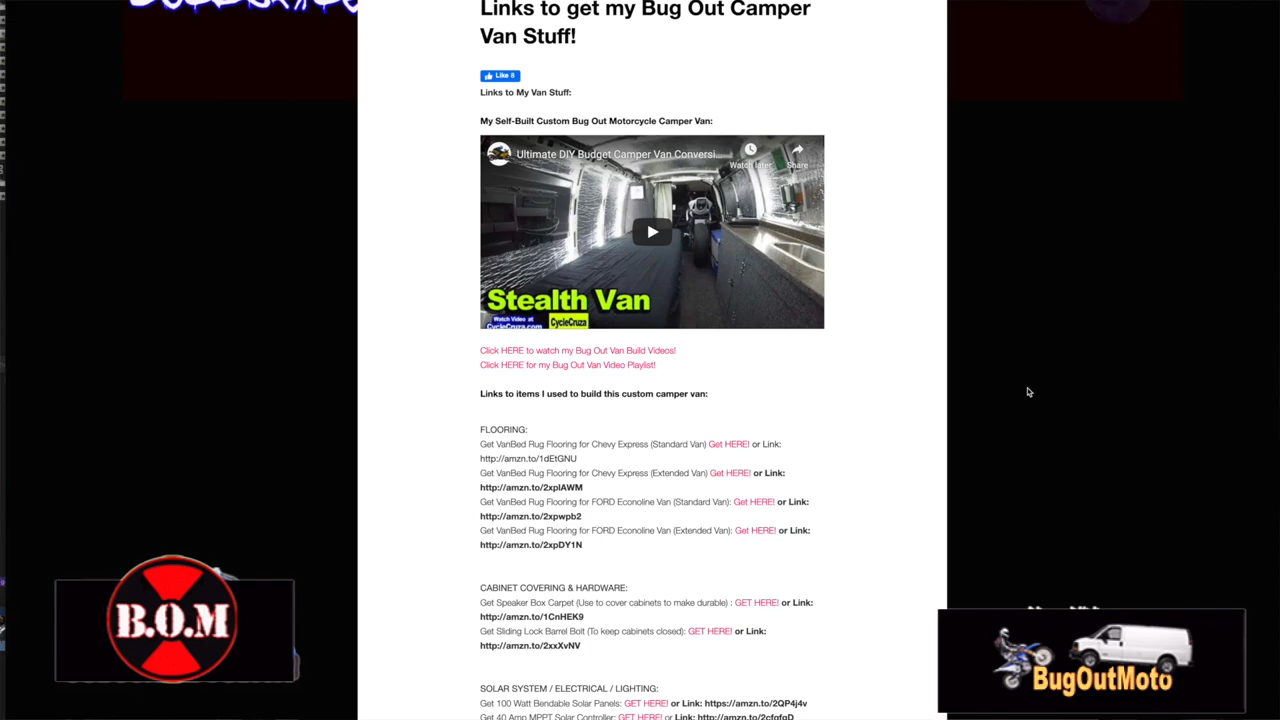 Links to get my Bug Out Camper
Van Stuff!
Like 8
Links to My Van Stuff:
My Self-Built Custom Bug Out Motorcycle Camper Van:
Ultimate DIY Budget Camper Van Conversi...
Watch later
Share
Stealth Van
Watch Video at
CycleCruza.com
CycleCruza
Click HERE to watch my Bug Out Van Build Videos!
Click HERE for my Bug Out Van Video Playlist!
Links to items I used to build this custom camper van:
FLOORING:
Get VanBed Rug Flooring for Chevy Express (Standard Van) Get HERE! or Link:
http://amzn.to/1dEtGNU
Get VanBed Rug Flooring for Chevy Express (Extended Van) Get HERE! or Link:
http://amzn.to/2xplAWM
Get VanBed Rug Flooring for FORD Econoline Van (Standard Van): Get HERE! or Link:
http://amzn.to/2xpwpb2
Get VanBed Rug Flooring for FORD Econoline Van (Extended Van): Get HERE! or Link:
http://amzn.to/2xpDY1N
CABINET COVERING & HARDWARE:
Get Speaker Box Carpet (Use to cover cabinets to make durable) : GET HERE! or Link:
http://amzn.to/1CnHEK9
Get Sliding Lock Barrel Bolt (To keep cabinets closed): GET HERE! or Link:
http://amzn.to/2xxXvNV
B.O.M
BugOutMoto
SOLAR SYSTEM / ELECTRICAL / LIGHTING:
Get 100 Watt Bendable Solar Panels: GET HERE! or Link: https://amzn.to/2QP4j4v
Get 40 Amp MPPT Solar Controller: GET HERE! or Link: